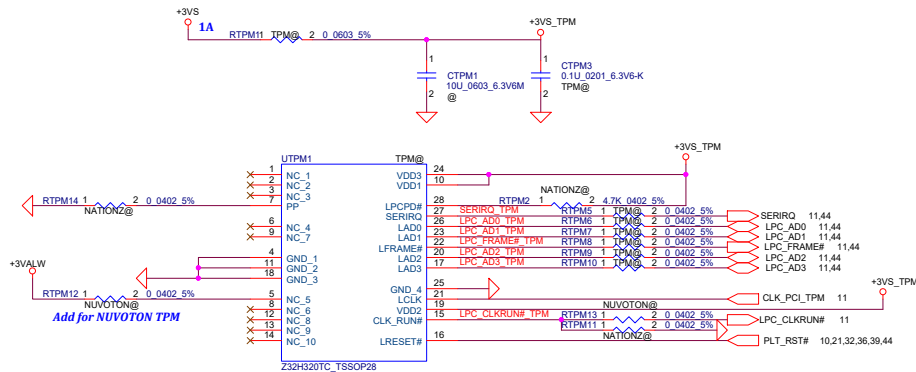 +3VS
1A
RTPM11 1 TPM@ 2 0_0603_5%
+3VS_TPM
1
CTPM1
10U_0603_6.3V6M
2
@
1
CTPM3
0.1U_0201_6.3V6-K
2
TPM@
+3VS_TPM
UTPM1 TPM@
1 NC_1
2 NC_2
3 NC_3
RTPM14 1 2 0_0402_5% 7 PP
NATIONZ@
6 NC_4
9 NC_7
4 GND_1
11 GND_2
18 GND_3
+3VALW
RTPM12 1 2 0_0402_5% 5 NC_5
NUVOTON@
Add for NUVOTON TPM
8 NC_6
12 NC_8
13 NC_9
14 NC_10
VDD3 24
VDD1 10
NATIONZ@
LPCPD# 28 RTPM2 1 2 4.7K_0402_5%
SERIRQ 27 SERIRQ_TPM RTPM5 1 TPM@ 2 0_0402_5% SERIRQ 11,44
LAD0 26 LPC_AD0_TPM RTPM6 1 TPM@ 2 0_0402_5% LPC_AD0 11,44
LAD1 23 LPC_AD1_TPM RTPM7 1 TPM@ 2 0_0402_5% LPC_AD1 11,44
LFRAME# 22 LPC_FRAME#_TPM RTPM8 1 TPM@ 2 0_0402_5% LPC_FRAME# 11,44
LAD2 20 LPC_AD2_TPM RTPM9 1 TPM@ 2 0_0402_5% LPC_AD2 11,44
LAD3 17 LPC_AD3_TPM RTPM10 1 TPM@ 2 0_0402_5% LPC_AD3 11,44
GND_4 25
LCLK 21 CLK_PCI_TPM 11
+3VS_TPM
VDD2 19
NUVOTON@
CLK_RUN# 15 LPC_CLKRUN#_TPM RTPM13 1 2 0_0402_5% LPC_CLKRUN# 11
RTPM11 1 2 0_0402_5%
NATIONZ@
LRESET# 16 PLT_RST# 10,21,32,36,39,44
Z32H320TC_TSSOP28